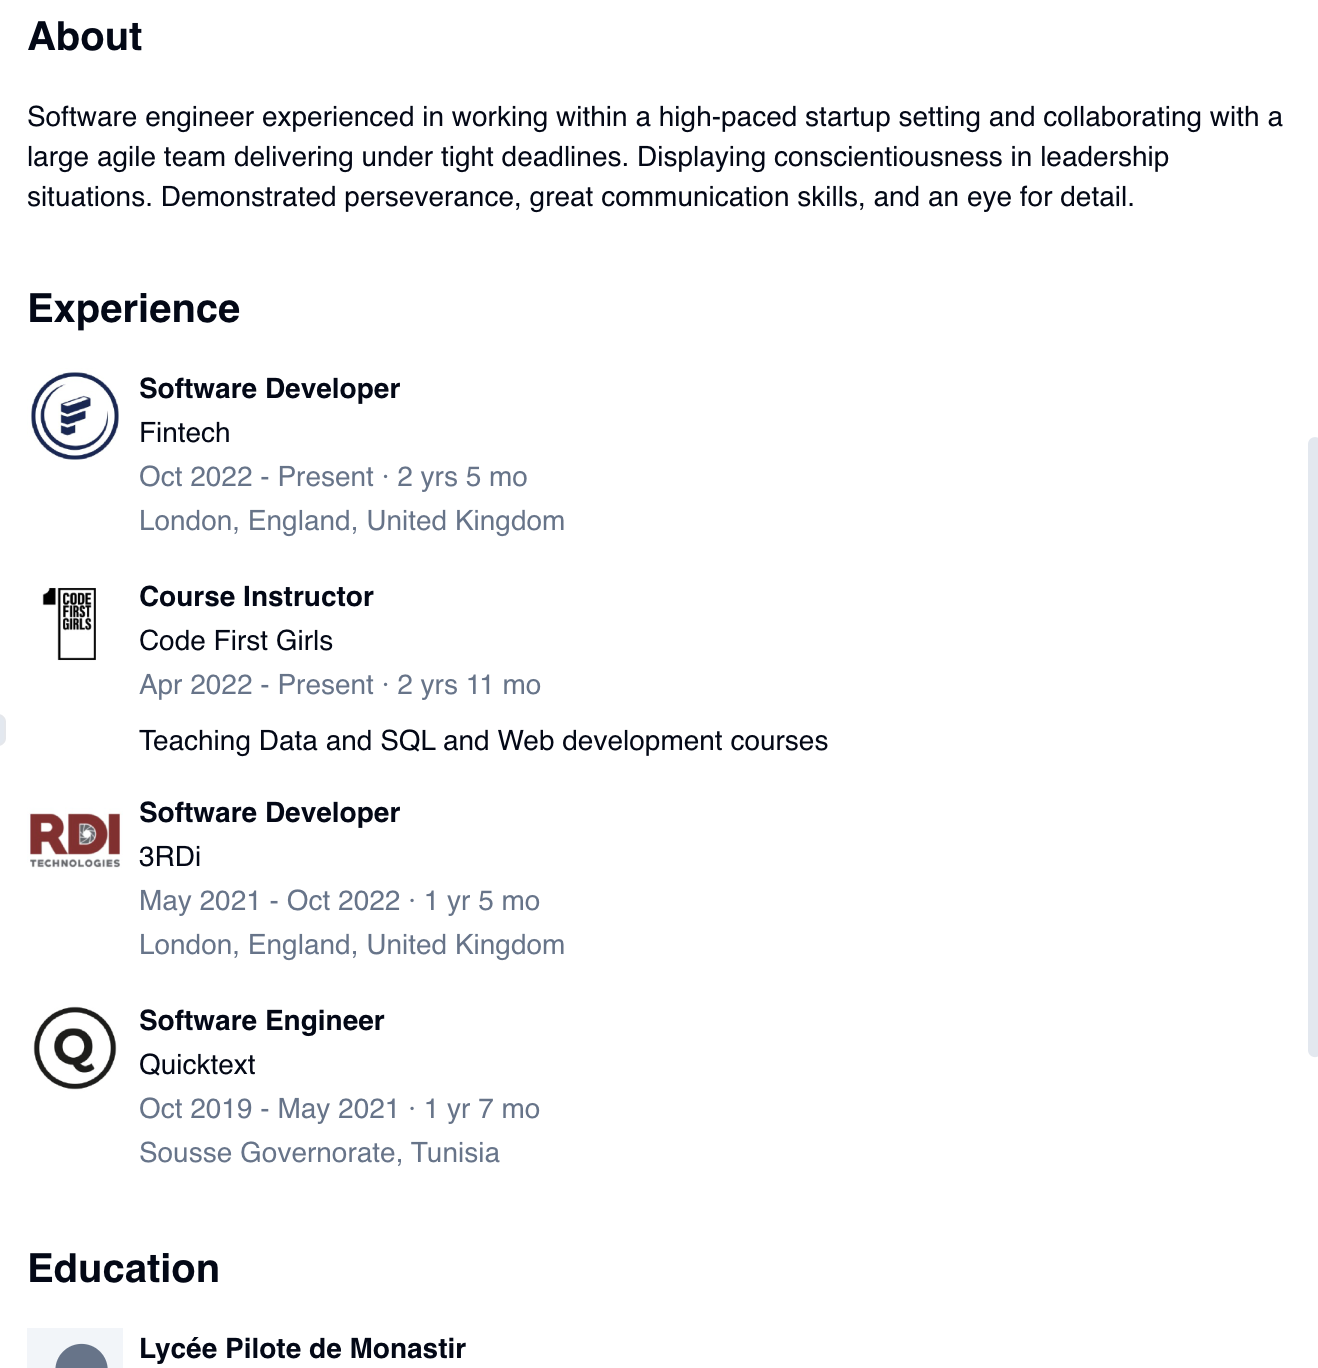 About
Software engineer experienced in working within a high-paced startup setting and collaborating with a
large agile team delivering under tight deadlines. Displaying conscientiousness in leadership
situations. Demonstrated perseverance, great communication skills, and an eye for detail.
Experience
Software Developer
Fintech
Oct 2022 - Present · 2 yrs 5 mo
London, England, United Kingdom
CODE
FIRST
GIRLS
Course Instructor
Code First Girls
Apr 2022 - Present · 2 yrs 11 mo
Teaching Data and SQL and Web development courses
RDI
TECHNOLOGIES
Software Developer
3RDi
May 2021 - Oct 2022 · 1 yr 5 mo
London, England, United Kingdom
Q
Software Engineer
Quicktext
Oct 2019 - May 2021 · 1 yr 7 mo
Sousse Governorate, Tunisia
Education
Lycée Pilote de Monastir